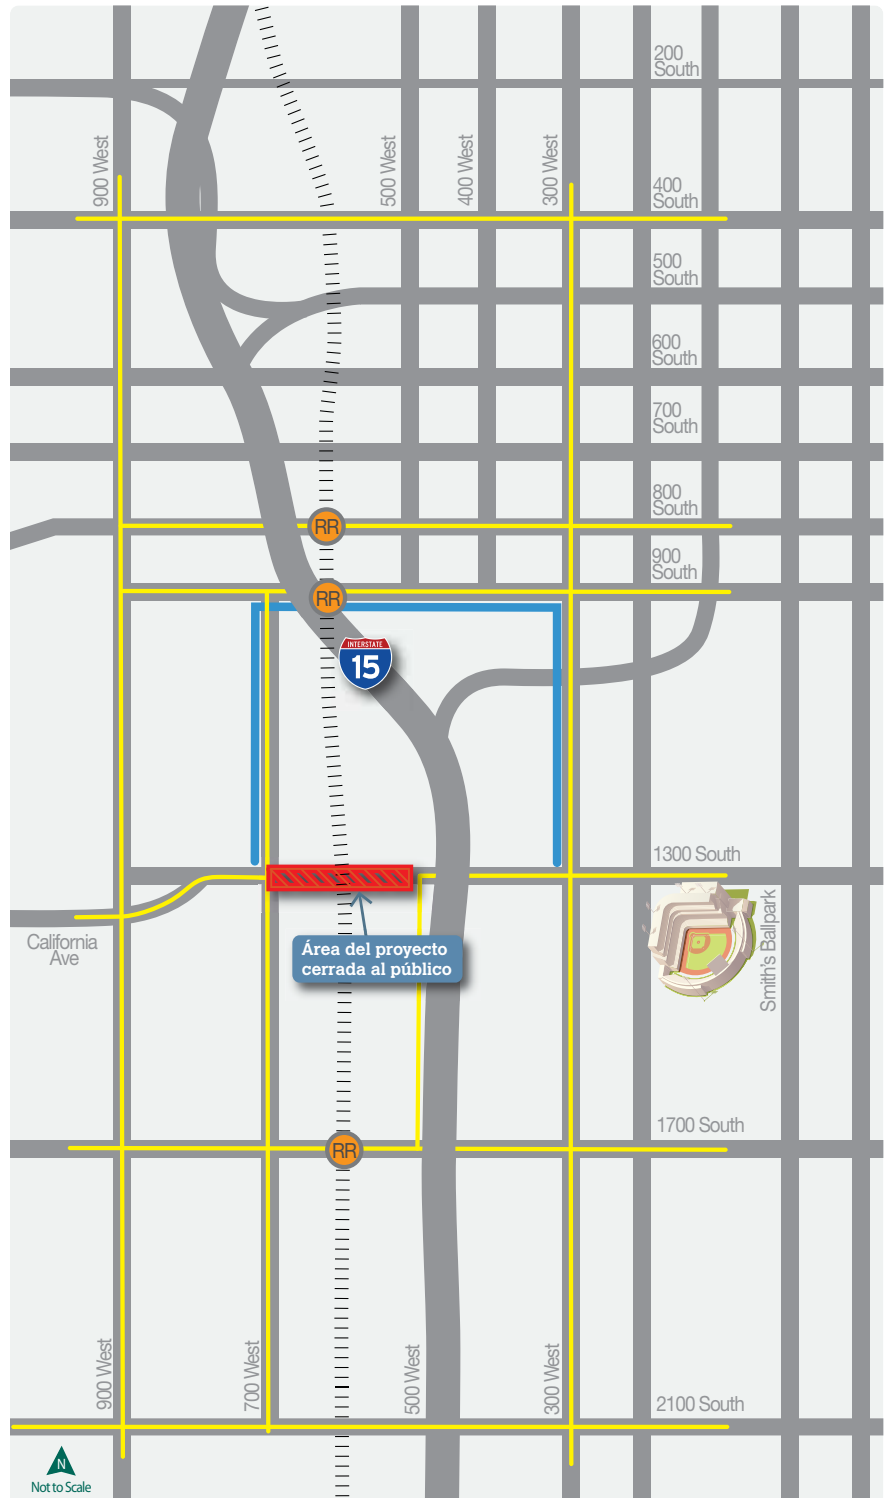 200
South
900 West
500 West
400 West
300 West
400
South
500
South
600
South
700
South
800
South
RR
900
South
RR
INTERSTATE
15
1300 South
California
Ave
Área del proyecto
cerrada al público
Smith's Ballpark
1700 South
RR
900 West
700 West
500 West
300 West
2100 South
N
Not to Scale